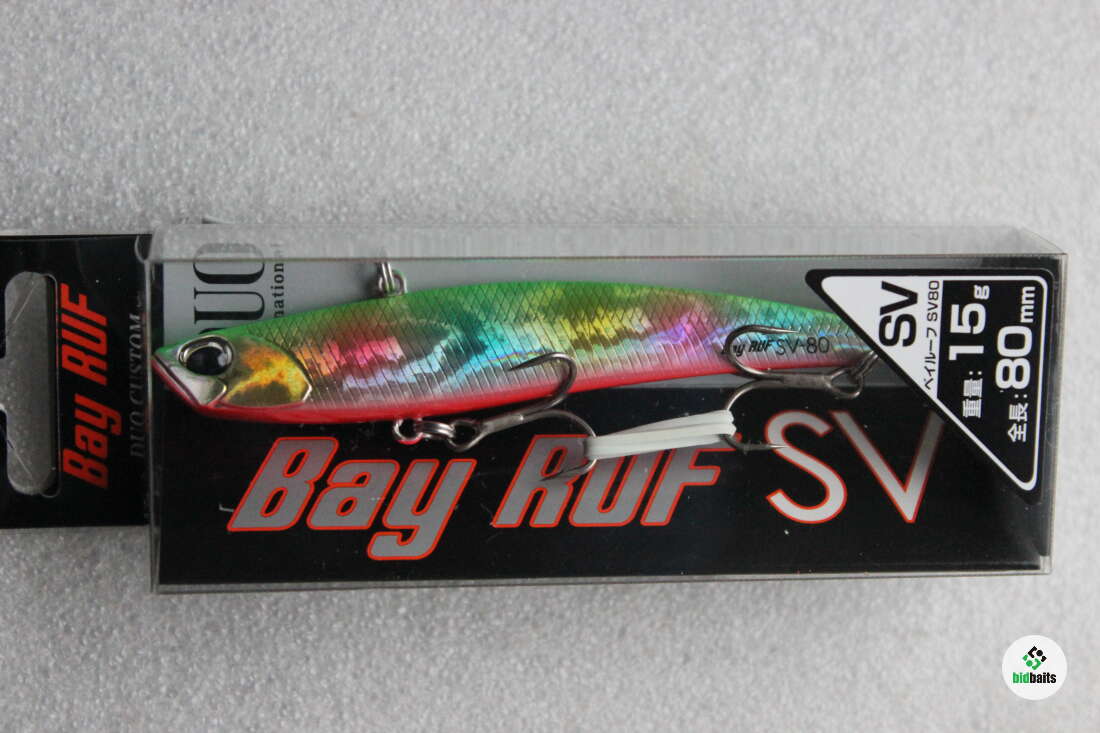 Bay RUF
DUO CUSTOM
DUO
nation
Bay RUF SV-80
SV
ベイルーフ SV80
重量:15g
全長:80mm
Bay RUF SV
bidbaits